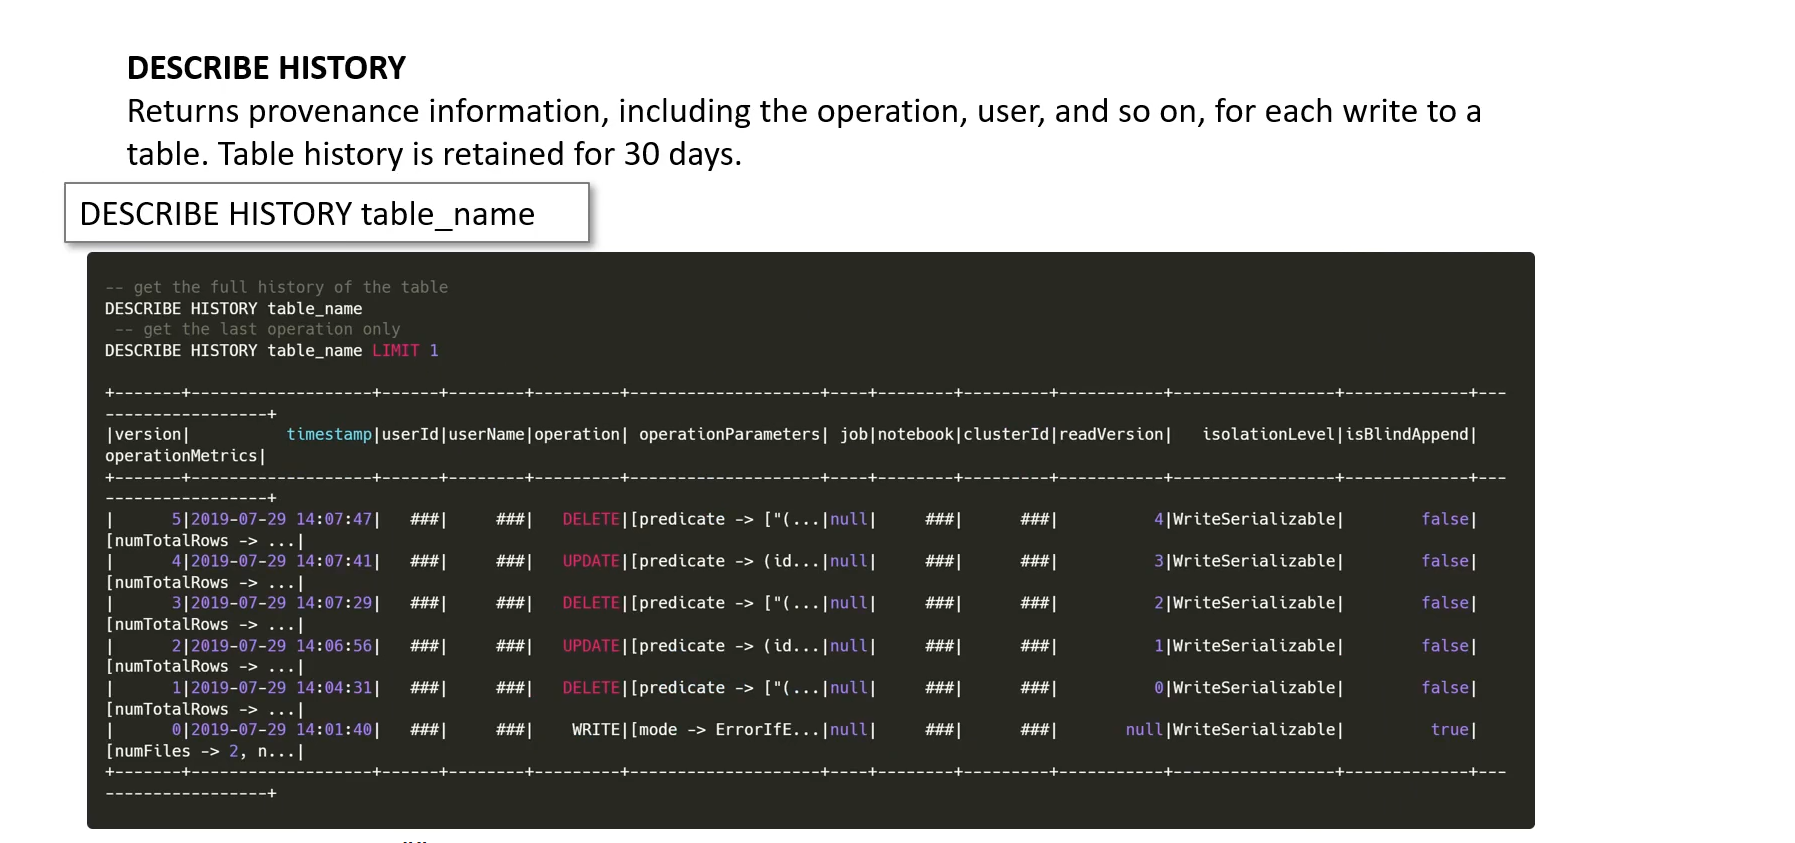 DESCRIBE HISTORY
Returns provenance information, including the operation, user, and so on, for each write to a
table. Table history is retained for 30 days.
DESCRIBE HISTORY table_name
-- get the full history of the table
DESCRIBE HISTORY table_name
 -- get the last operation only
DESCRIBE HISTORY table_name LIMIT 1
+-------+-------------------+------+--------+---------+--------------------+----+--------+---------+-----------+-----------------+-------------+---
-----------------+
|version|          timestamp|userId|userName|operation| operationParameters| job|notebook|clusterId|readVersion|   isolationLevel|isBlindAppend|
operationMetrics|
+-------+-------------------+------+--------+---------+--------------------+----+--------+---------+-----------+-----------------+-------------+---
-----------------+
|      5|2019-07-29 14:07:47|   ###|     ###|   DELETE|[predicate -> ["(...|null|     ###|      ###|          4|WriteSerializable|        false|
[numTotalRows -> ...|
|      4|2019-07-29 14:07:41|   ###|     ###|   UPDATE|[predicate -> (id...|null|     ###|      ###|          3|WriteSerializable|        false|
[numTotalRows -> ...|
|      3|2019-07-29 14:07:29|   ###|     ###|   DELETE|[predicate -> ["(...|null|     ###|      ###|          2|WriteSerializable|        false|
[numTotalRows -> ...|
|      2|2019-07-29 14:06:56|   ###|     ###|   UPDATE|[predicate -> (id...|null|     ###|      ###|          1|WriteSerializable|        false|
[numTotalRows -> ...|
|      1|2019-07-29 14:04:31|   ###|     ###|   DELETE|[predicate -> ["(...|null|     ###|      ###|          0|WriteSerializable|        false|
[numTotalRows -> ...|
|      0|2019-07-29 14:01:40|   ###|     ###|    WRITE|[mode -> ErrorIfE...|null|     ###|      ###|       null|WriteSerializable|         true|
[numFiles -> 2, n...|
+-------+-------------------+------+--------+---------+--------------------+----+--------+---------+-----------+-----------------+-------------+---
-----------------+